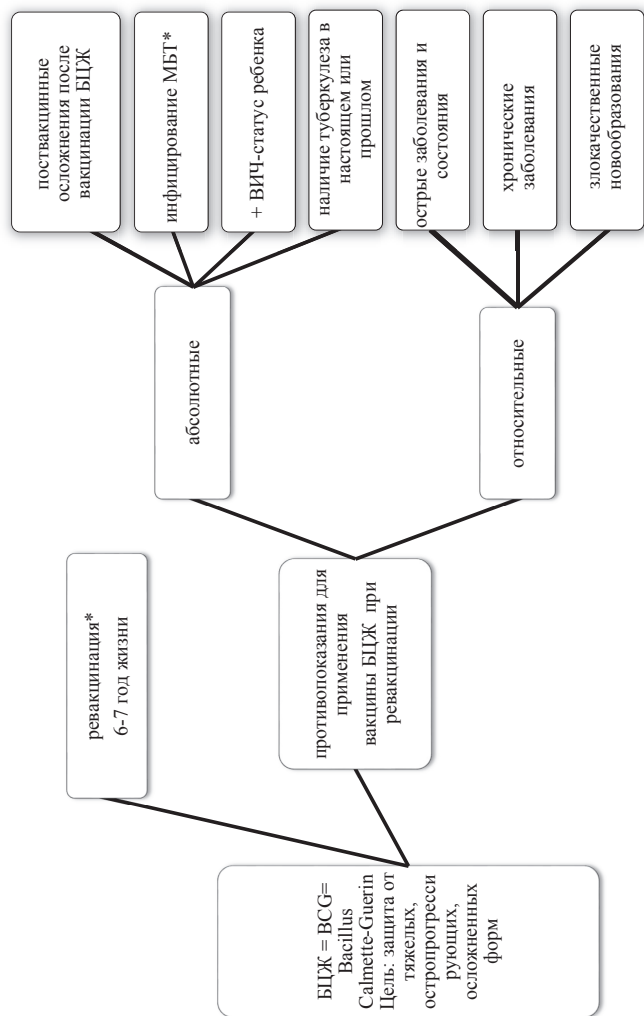 БЦЖ = BCG=
Bacillus
Calmette-Guerin
Цель: защита от
тяжелых,
остропрогресси
рующих,
осложненных
форм
ревакцинация*
6-7 год жизни
противопоказания для
применения
вакцины БЦЖ при
ревакцинации
абсолютные
поствакцинные
осложнения после
вакцинации БЦЖ
инфицирование МБТ*
+ ВИЧ-статус ребенка
наличие туберкулеза в
настоящем или
прошлом
относительные
острые заболевания и
состояния
хронические
заболевания
злокачественные
новообразования